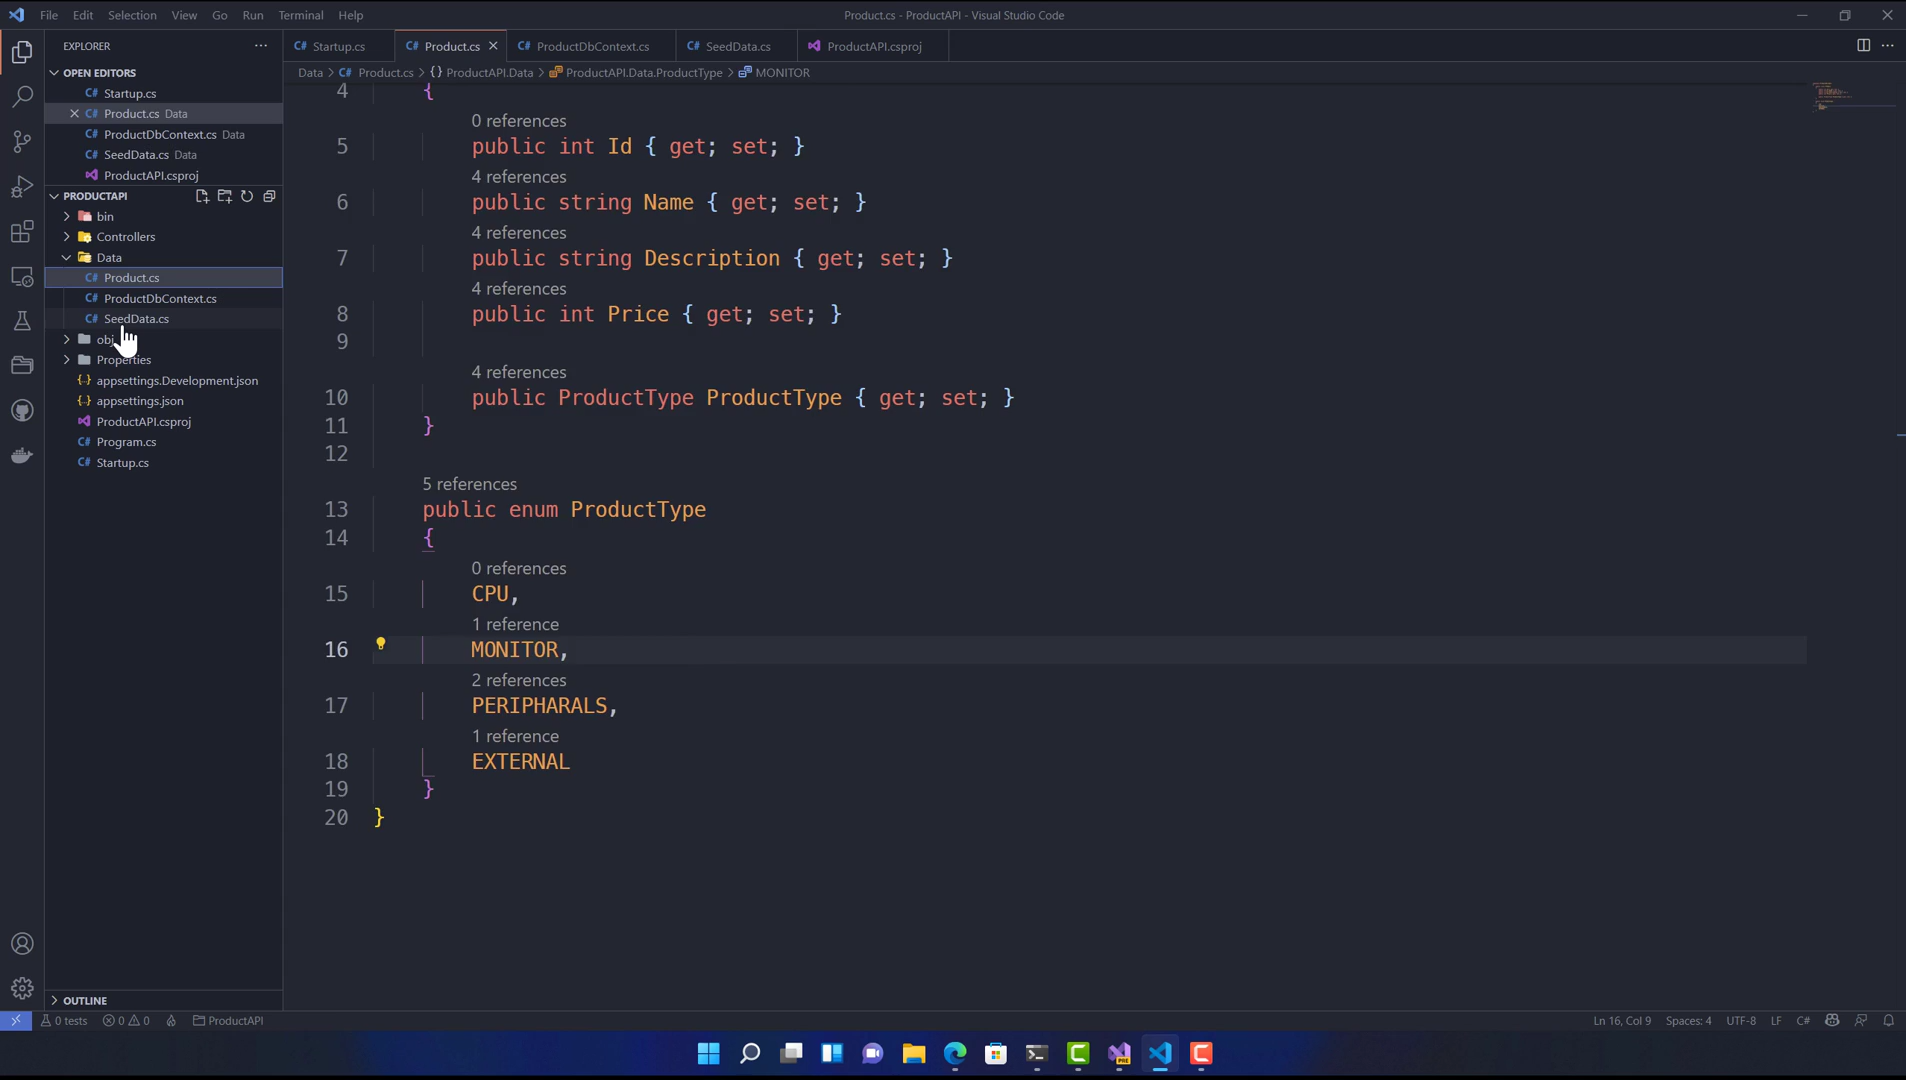 File Edit Selection View Go Run Terminal Help
Product.cs - ProductAPI - Visual Studio Code
EXPLORER
OPEN EDITORS
C# Startup.cs
C# Product.cs Data
C# ProductDbContext.cs Data
C# SeedData.cs Data
ProductAPI.csproj
PRODUCTAPI
bin
Controllers
Data
C# Product.cs
C# ProductDbContext.cs
C# SeedData.cs
obj
Properties
{..} appsettings.Development.json
{..} appsettings.json
ProductAPI.csproj
C# Program.cs
C# Startup.cs
OUTLINE
C# Startup.cs C# Product.cs C# ProductDbContext.cs C# SeedData.cs ProductAPI.csproj
Data > C# Product.cs > {} ProductAPI.Data > ProductAPI.Data.ProductType > MONITOR
4 {
0 references
5 public int Id { get; set; }
4 references
6 public string Name { get; set; }
4 references
7 public string Description { get; set; }
4 references
8 public int Price { get; set; }
9
4 references
10 public ProductType ProductType { get; set; }
11 }
12
5 references
13 public enum ProductType
14 {
0 references
15 CPU,
1 reference
16 MONITOR,
2 references
17 PERIPHARALS,
1 reference
18 EXTERNAL
19 }
20 }
0 tests 0 0 ProductAPI
Ln 16, Col 9 Spaces: 4 UTF-8 LF C#
PRE